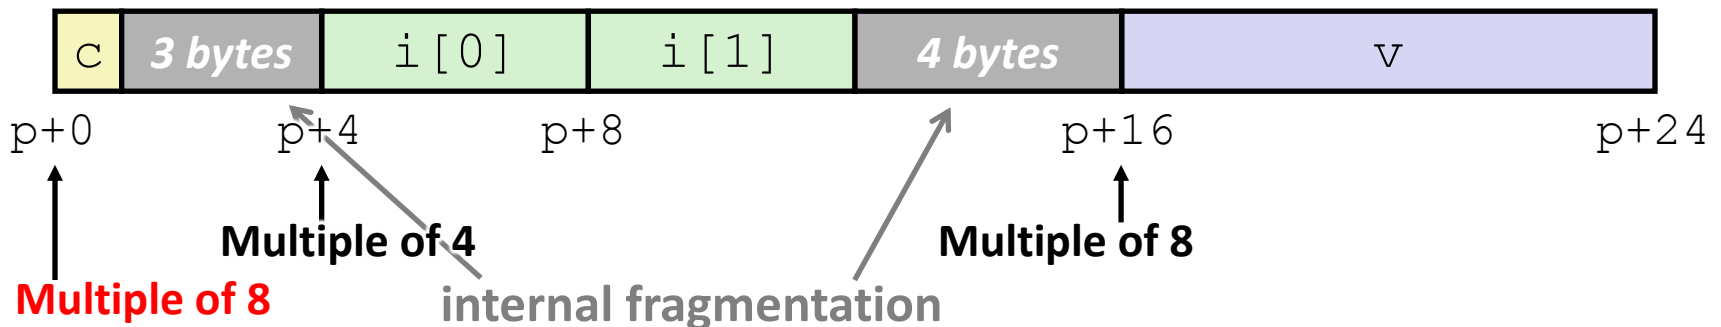 c 3 bytes i[0] i[1] 4 bytes v
p+0 p+4 p+8 p+16 p+24
Multiple of 4 Multiple of 8
Multiple of 8 internal fragmentation